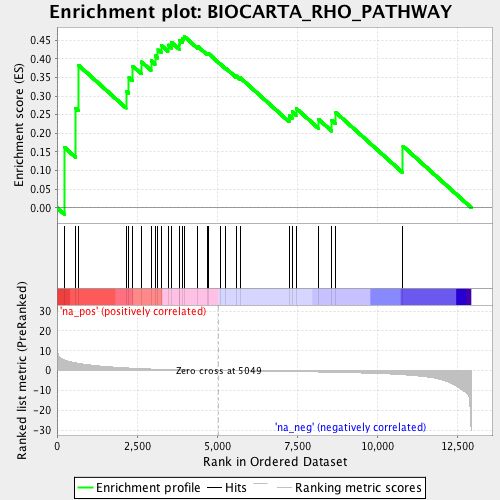 Enrichment plot: BIOCARTA_RHO_PATHWAY
Enrichment score (ES)
0.45
0.40
0.35
0.30
0.25
0.20
0.15
0.10
0.05
0.00
'na_pos' (positively correlated)
Ranked list metric (PreRanked)
30
20
10
0
-10
-20
-30
Zero cross at 5049
'na_neg' (negatively correlated)
0
2,500
5,000
7,500
10,000
12,500
Rank in Ordered Dataset
Enrichment profile
Hits
Ranking metric scores